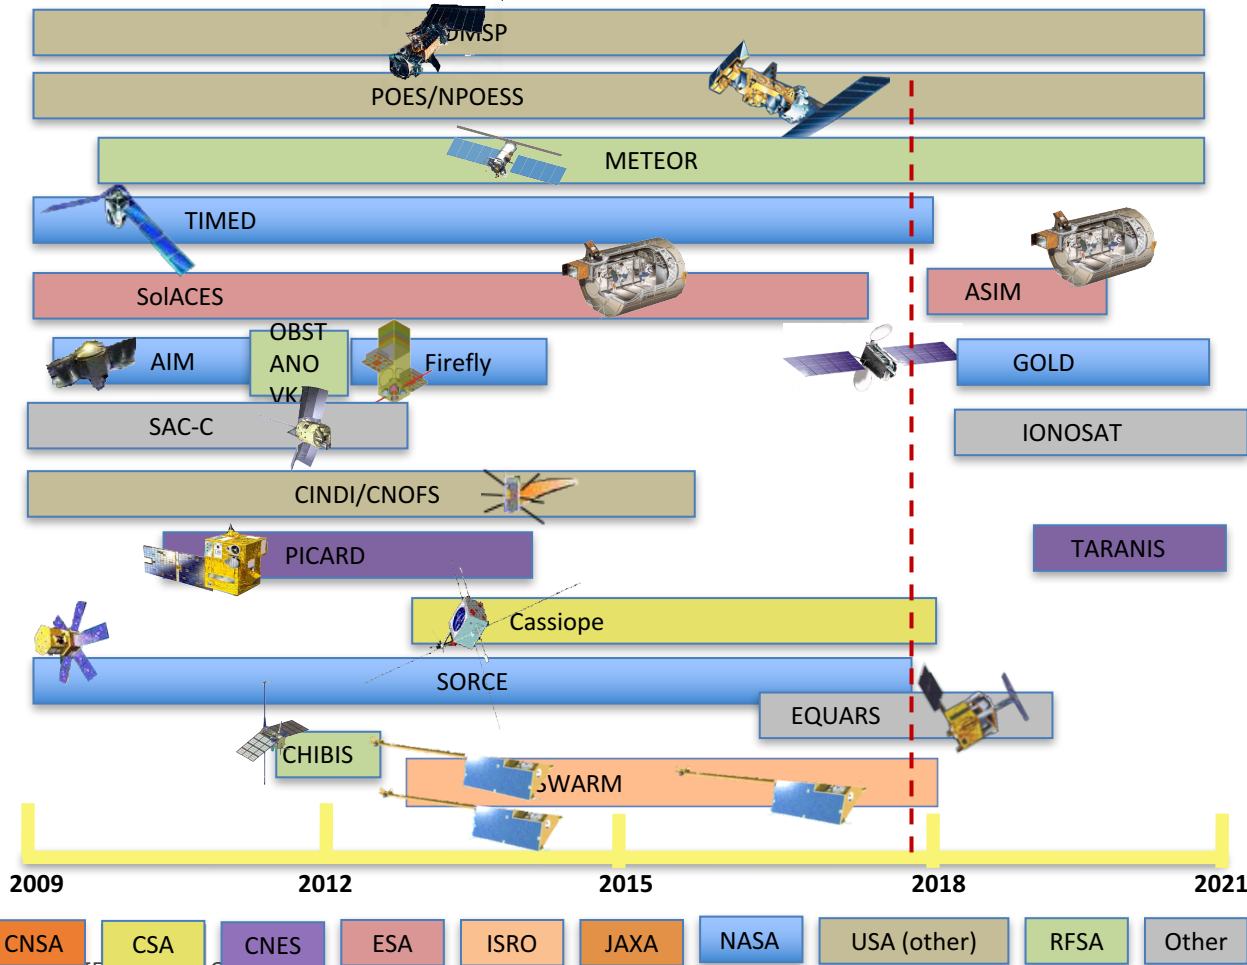 DMSP
POES/NPOESS
METEOR
TIMED
SolACES
ASIM
AIM
OBST
ANO
VK
Firefly
GOLD
SAC-C
IONOSAT
CINDI/CNOFS
PICARD
TARANIS
Cassiope
SORCE
EQUARS
CHIBIS
SWARM
2009 2012 2015 2018 2021
CNSA CSA CNES ESA ISRO JAXA NASA USA (other) RFSA Other